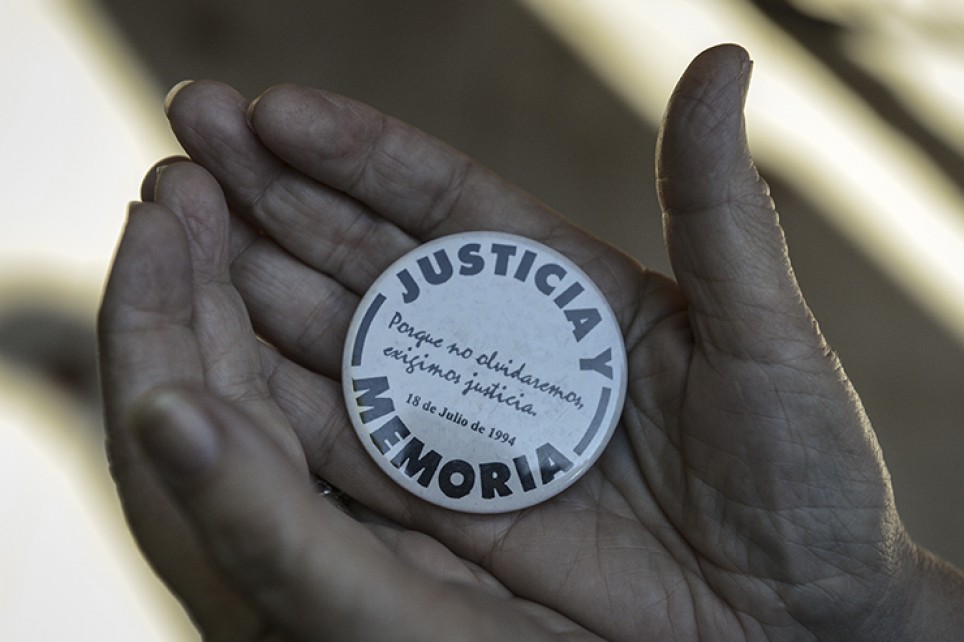 JUSTICIA Y
Porque no olvidaremos,
exigimos justicia.
18 de Julio de 1994
MEMORIA